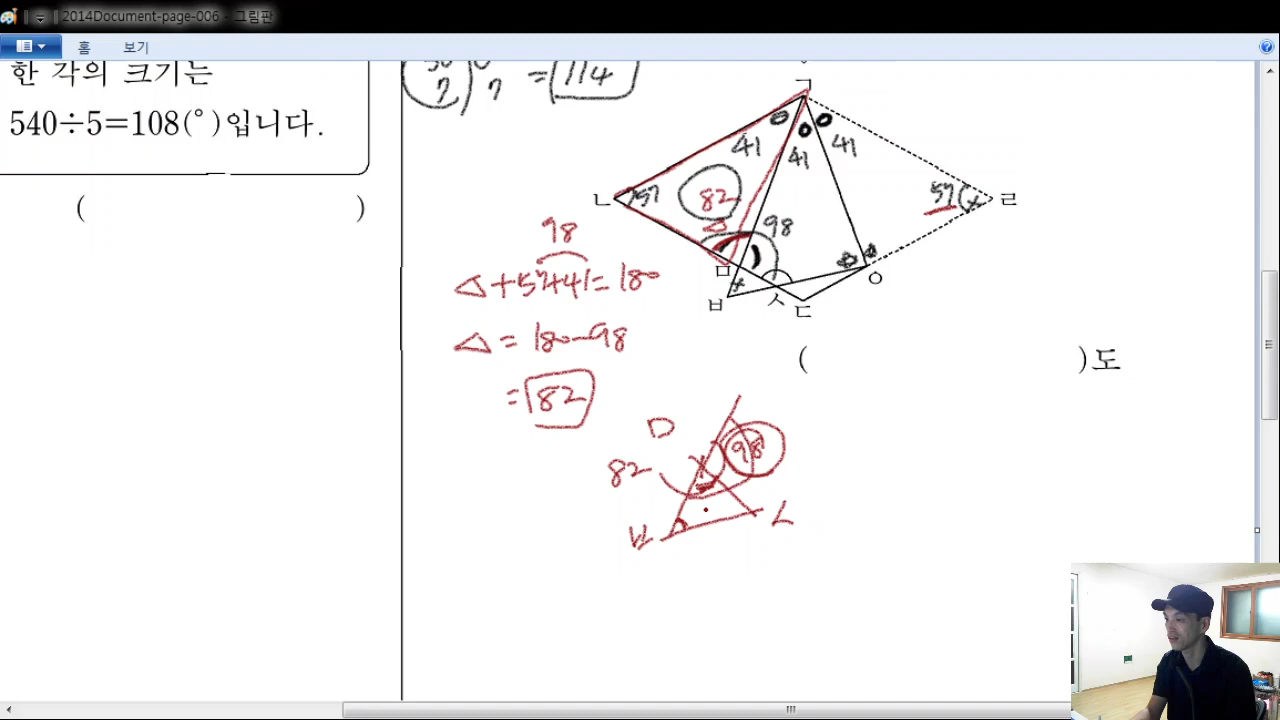 2014Document-page-006 - 그림판
홈 보기
한 각의 크기는
540÷5=108(°)입니다.
( )
= 114
ㄱ
41 41 41
ㄴ 57 82 57 × ㄹ
98
△
ㅁ
ㅂ × ㅅ ㄷ ㅇ
98
△+57+41=180
△=180-98
=82
( )도
ㅁ
82 98
ㅂ ㅅ